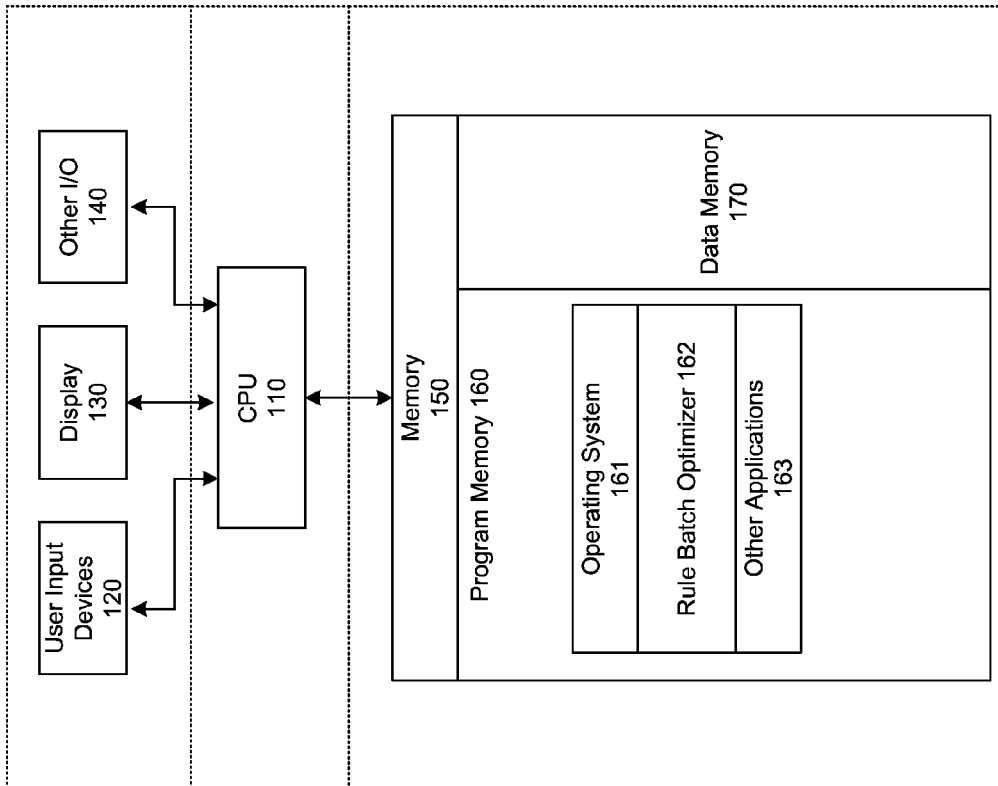 User Input
Devices
120
Display
130
Other I/O
140
CPU
110
Memory
150
Program Memory 160
Operating System
161
Rule Batch Optimizer 162
Other Applications
163
Data Memory
170